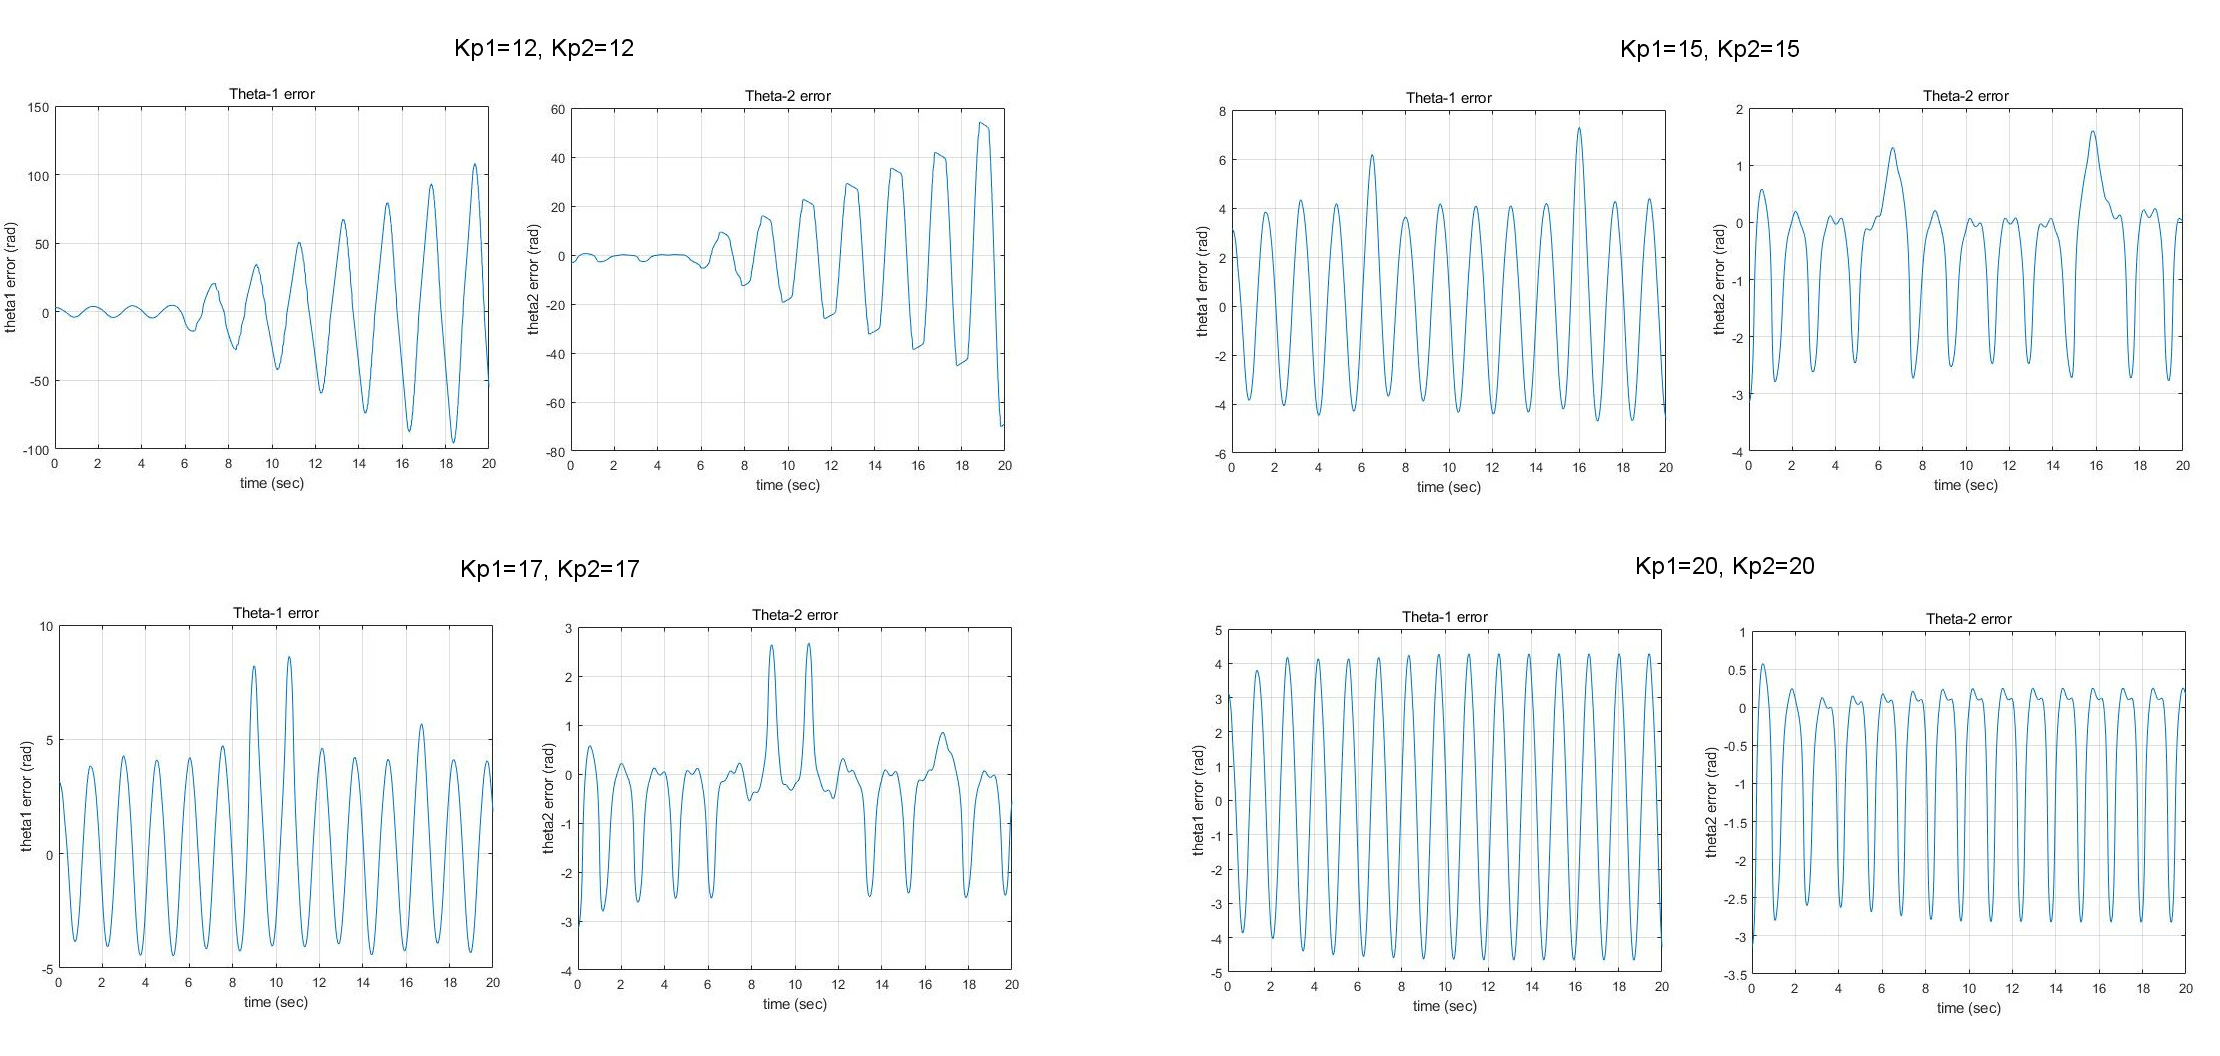 Kp1=12, Kp2=12
Theta-1 error
150
100
50
0
-50
-100
0 2 4 6 8 10 12 14 16 18 20
theta1 error (rad)
time (sec)
Theta-2 error
60
40
20
0
-20
-40
-60
-80
0 2 4 6 8 10 12 14 16 18 20
theta2 error (rad)
time (sec)
Kp1=15, Kp2=15
Theta-1 error
8
6
4
2
0
-2
-4
-6
0 2 4 6 8 10 12 14 16 18 20
theta1 error (rad)
time (sec)
Theta-2 error
2
1
0
-1
-2
-3
-4
0 2 4 6 8 10 12 14 16 18 20
theta2 error (rad)
time (sec)
Kp1=17, Kp2=17
Theta-1 error
10
5
0
-5
0 2 4 6 8 10 12 14 16 18 20
theta1 error (rad)
time (sec)
Theta-2 error
3
2
1
0
-1
-2
-3
-4
0 2 4 6 8 10 12 14 16 18 20
theta2 error (rad)
time (sec)
Kp1=20, Kp2=20
Theta-1 error
5
4
3
2
1
0
-1
-2
-3
-4
-5
0 2 4 6 8 10 12 14 16 18 20
theta1 error (rad)
time (sec)
Theta-2 error
1
0.5
0
-0.5
-1
-1.5
-2
-2.5
-3
-3.5
0 2 4 6 8 10 12 14 16 18 20
theta2 error (rad)
time (sec)